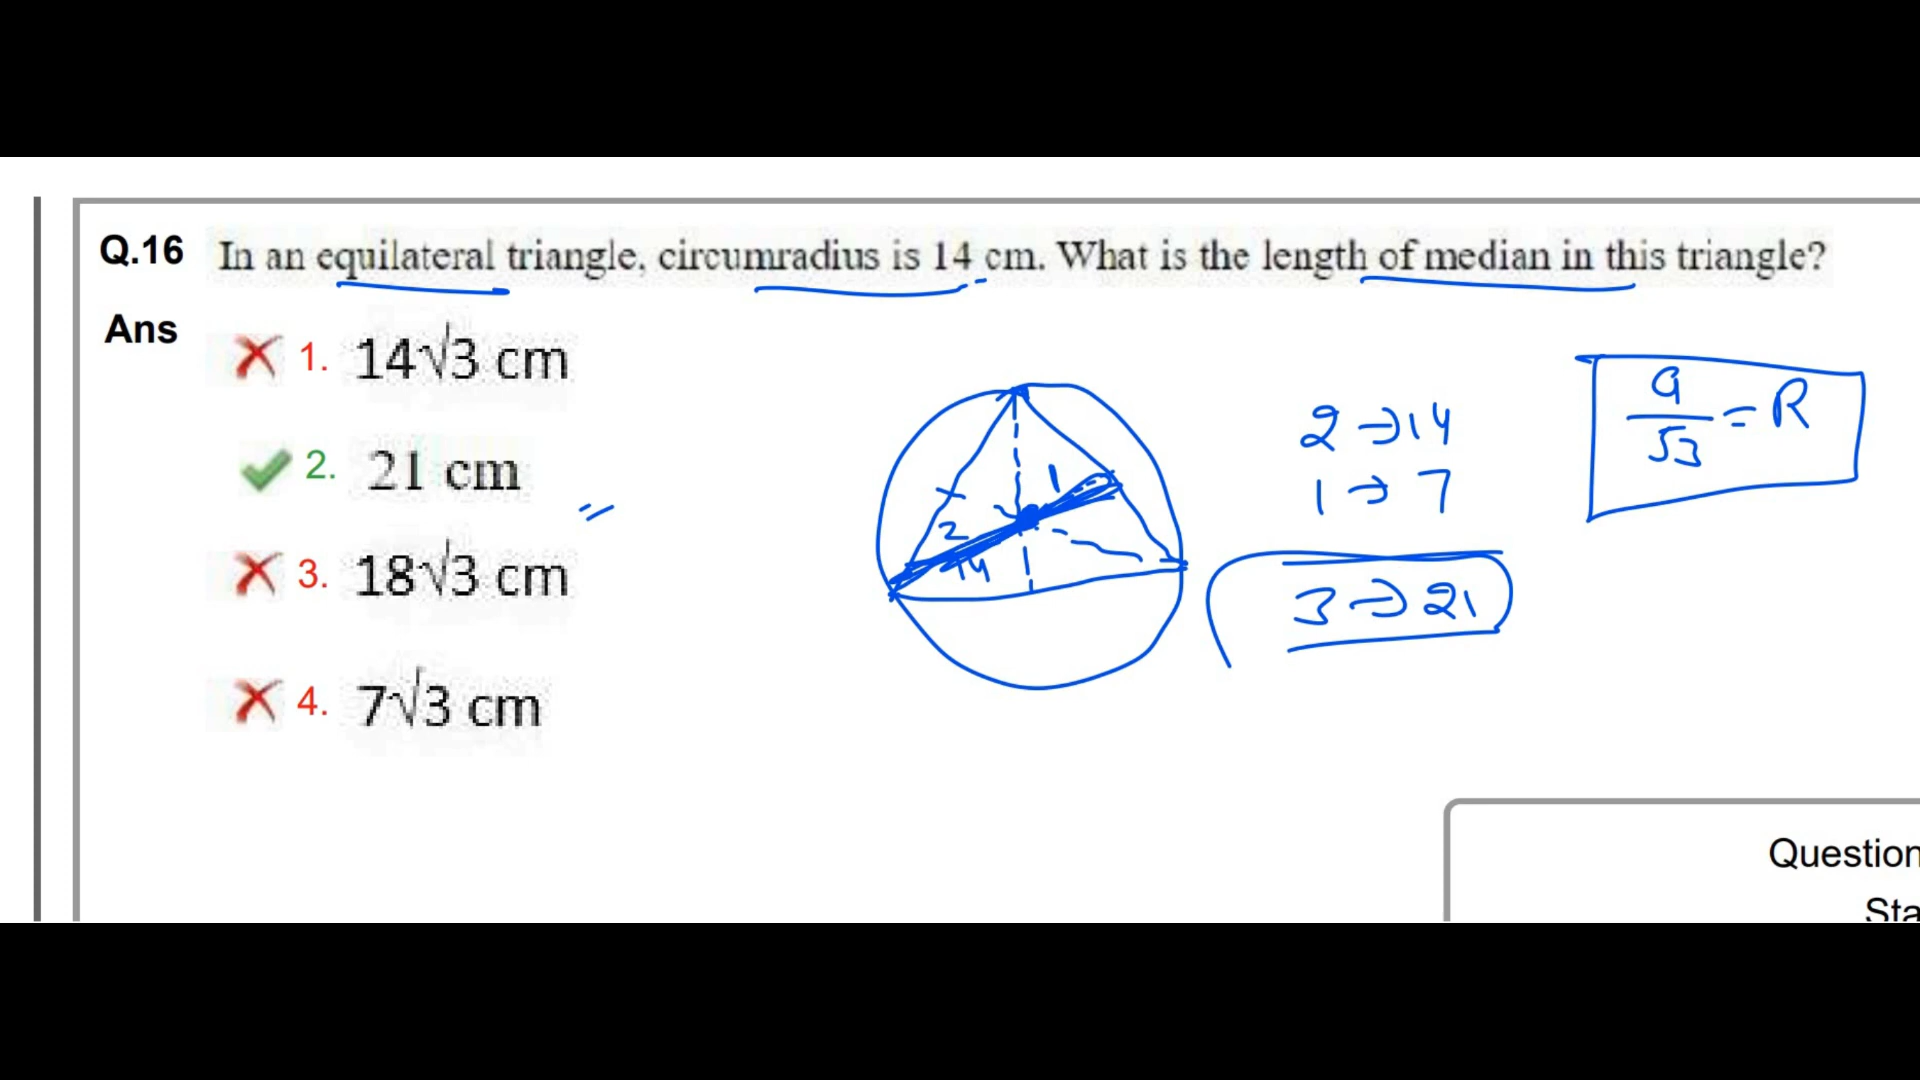 Q.16 In an equilateral triangle, circumradius is 14 cm. What is the length of median in this triangle?
Ans
1. 14√3 cm
2. 21 cm
3. 18√3 cm
4. 7√3 cm
1
2
14
2 → 14
1 → 7
3 → 21
a/√3 = R
Question
Sta